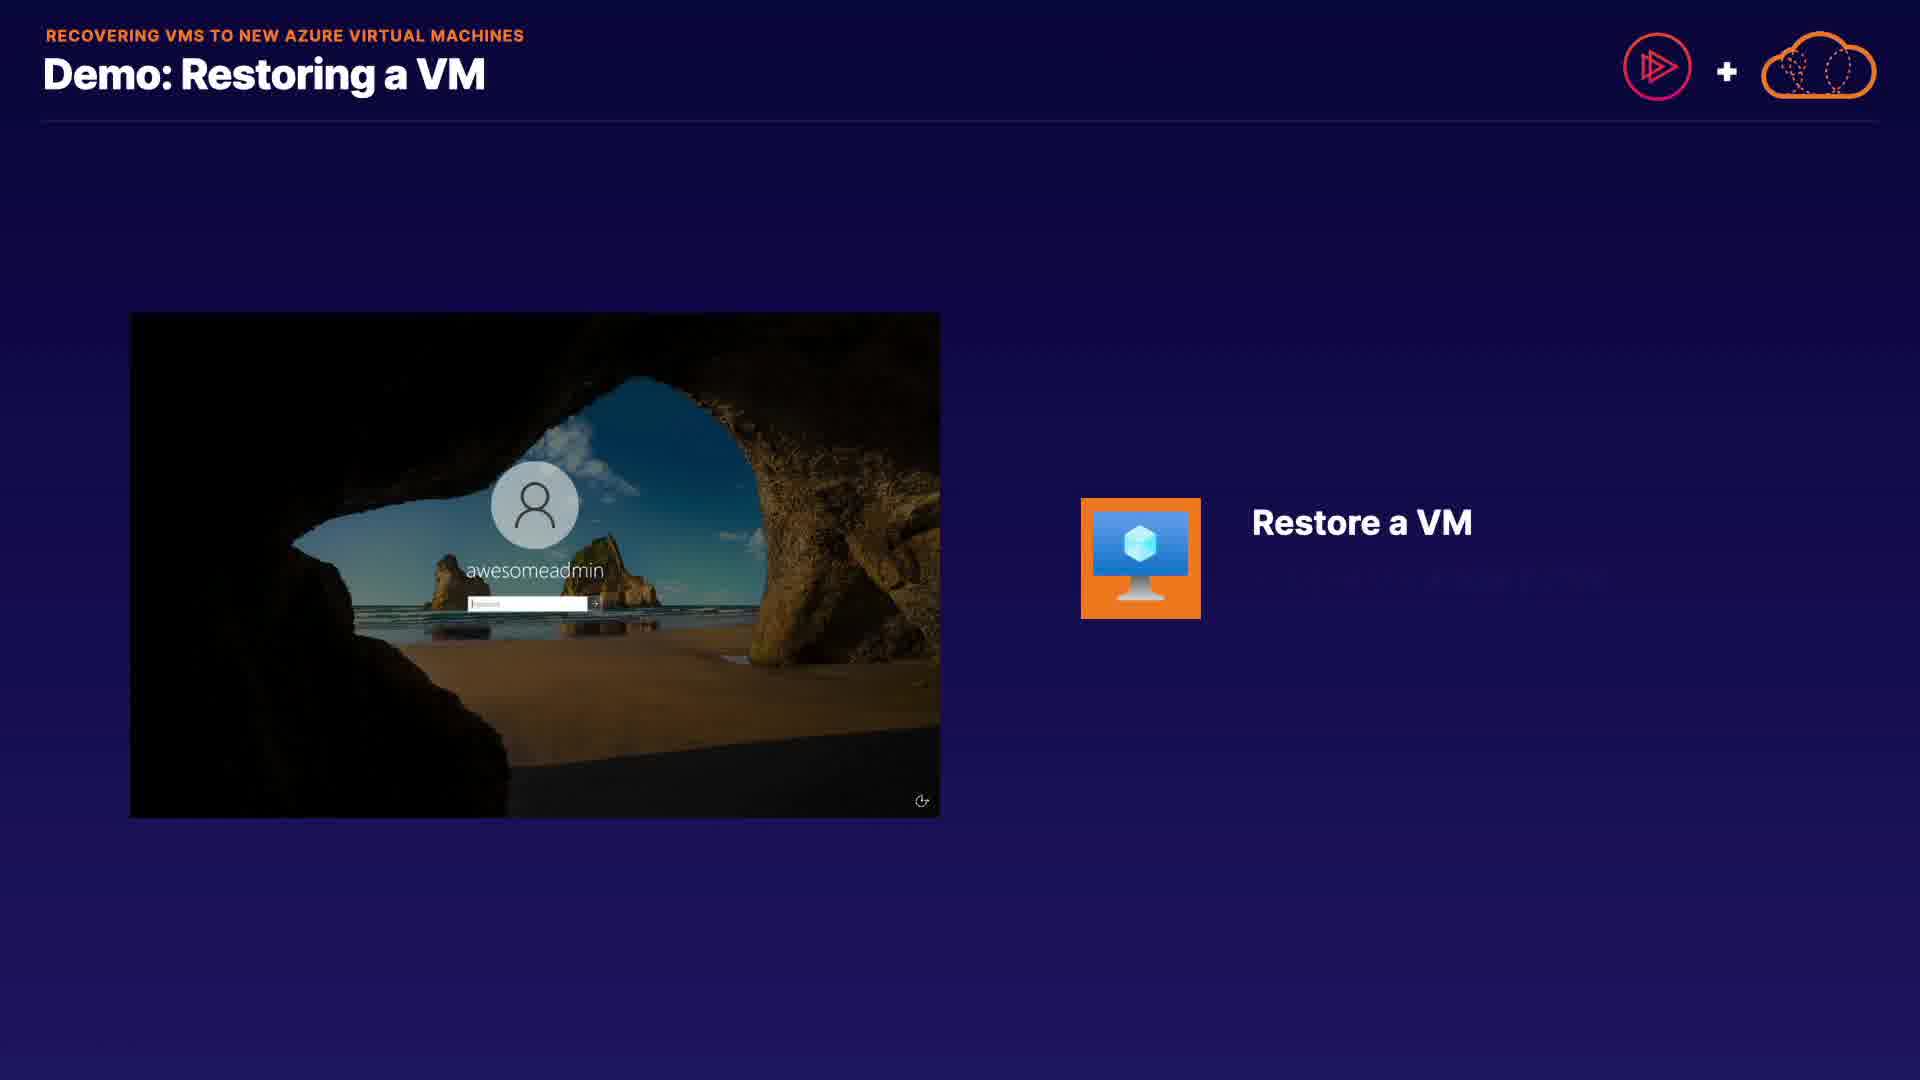 RECOVERING VMS TO NEW AZURE VIRTUAL MACHINES
Demo: Restoring a VM
awesomeadmin
Restore a VM